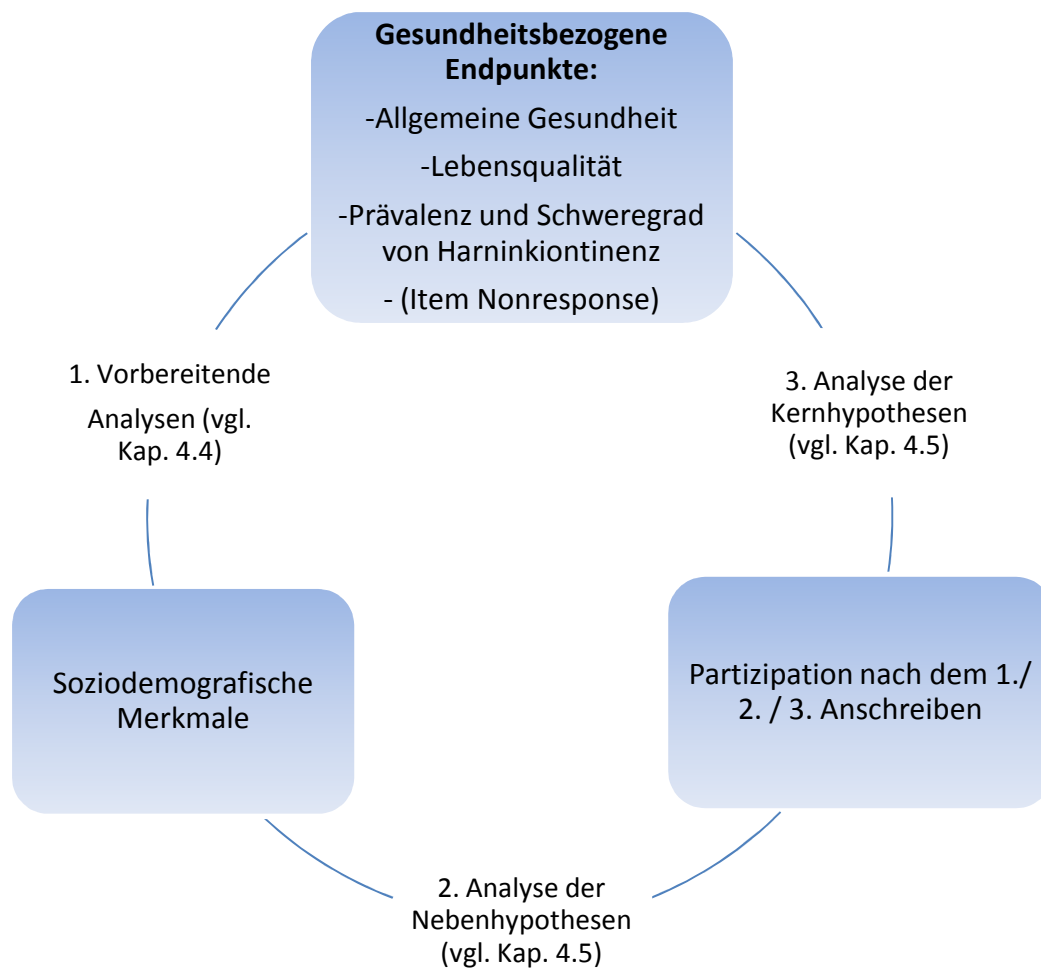 Gesundheitsbezogene
Endpunkte:
-Allgemeine Gesundheit
-Lebensqualität
-Prävalenz und Schweregrad
von Harninkiontinenz
- (Item Nonresponse)
1. Vorbereitende
Analysen (vgl.
Kap. 4.4)
3. Analyse der
Kernhypothesen
(vgl. Kap. 4.5)
Soziodemografische
Merkmale
Partizipation nach dem 1./
2. / 3. Anschreiben
2. Analyse der
Nebenhypothesen
(vgl. Kap. 4.5)